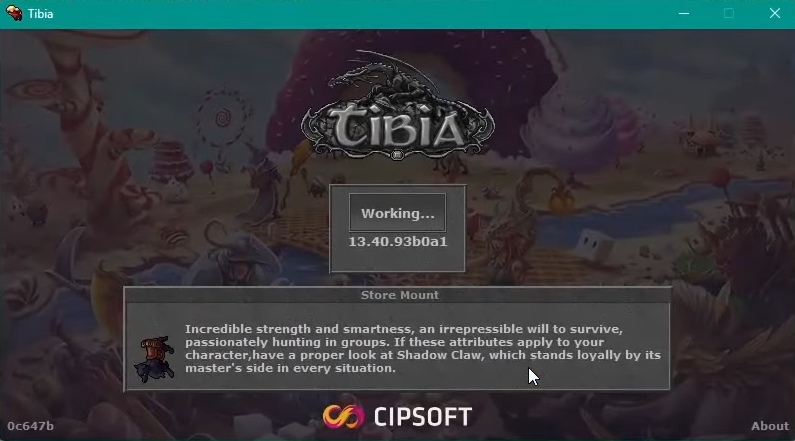 Tibia
TIBIA
Working...
13.40.93b0a1
Store Mount
Incredible strength and smartness, an irrepressible will to survive,
passionately hunting in groups. If these attributes apply to your
character,have a proper look at Shadow Claw, which stands loyally by its
master's side in every situation.
CIPSOFT
0c647b
About